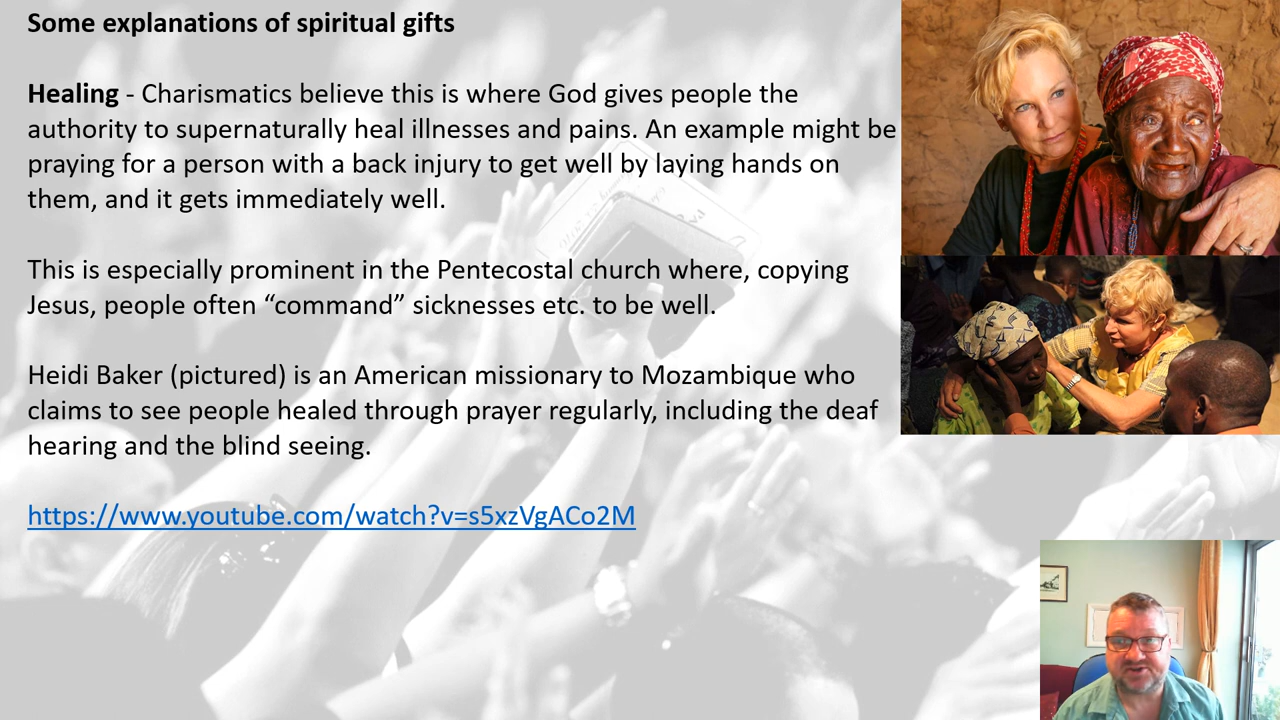 Some explanations of spiritual gifts
Healing - Charismatics believe this is where God gives people the
authority to supernaturally heal illnesses and pains. An example might be
praying for a person with a back injury to get well by laying hands on
them, and it gets immediately well.
This is especially prominent in the Pentecostal church where, copying
Jesus, people often “command” sicknesses etc. to be well.
Heidi Baker (pictured) is an American missionary to Mozambique who
claims to see people healed through prayer regularly, including the deaf
hearing and the blind seeing.
https://www.youtube.com/watch?v=s5xzVgACo2M